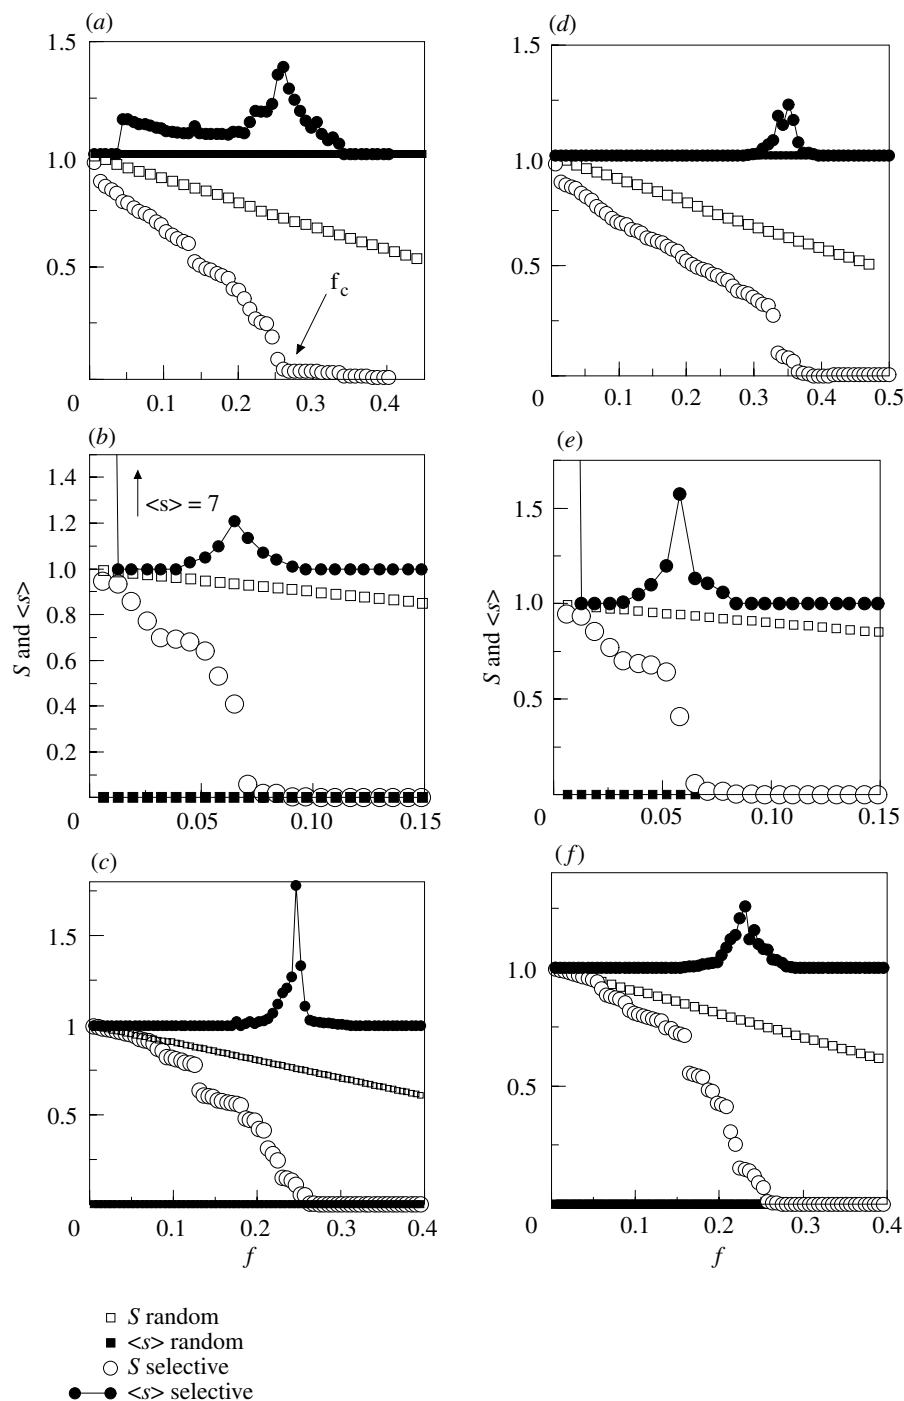 (a)
(d)
1.5
1.5
1.0
1.0
0.5
0.5
f_c
0 0.1 0.2 0.3 0.4
0 0.1 0.2 0.3 0.4 0.5
(b)
(e)
1.4
1.2
1.0
0.8
0.6
0.4
0.2
<s> = 7
S and <s>
1.5
1.0
0.5
S and <s>
0 0.05 0.10 0.15
0 0.05 0.10 0.15
(c)
(f)
1.5
1
0.5
1.0
0.5
0 0.1 0.2 0.3 0.4
0 0.1 0.2 0.3 0.4
f
f
S random
<s> random
S selective
<s> selective